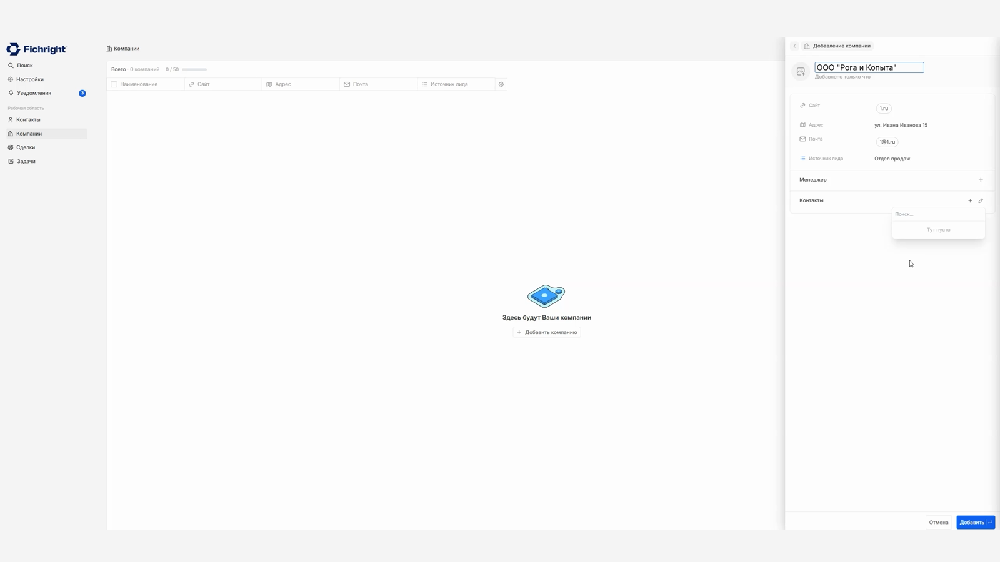 Fichright
Поиск
Настройки
Уведомления 3
Рабочая область
Контакты
Компании
Сделки
Задачи
Компании
Всего · 0 компаний 0 / 50
Наименование Сайт Адрес Почта Источник лида
Здесь будут Ваши компании
+ Добавить компанию
Добавление компании
ООО "Рога и Копыта"
Добавлено только что
Сайт 1.ru
Адрес ул. Ивана Иванова 15
Почта 1@1.ru
Источник лида Отдел продаж
Менеджер
Контакты
Поиск...
Тут пусто
Отмена Добавить